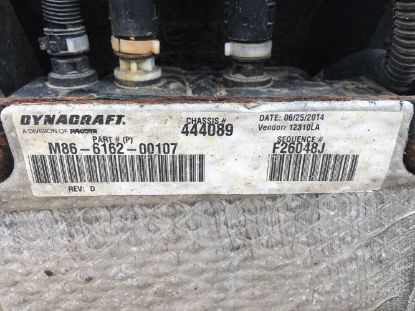 DYNACRAFT.
A DIVISION OF PACCAR
CHASSIS #
444089
DATE: 06/25/2014
Vendor: 12310LA
PART # (P)
M86-6162-00107
SEQUENCE #
F26048J
REV: D